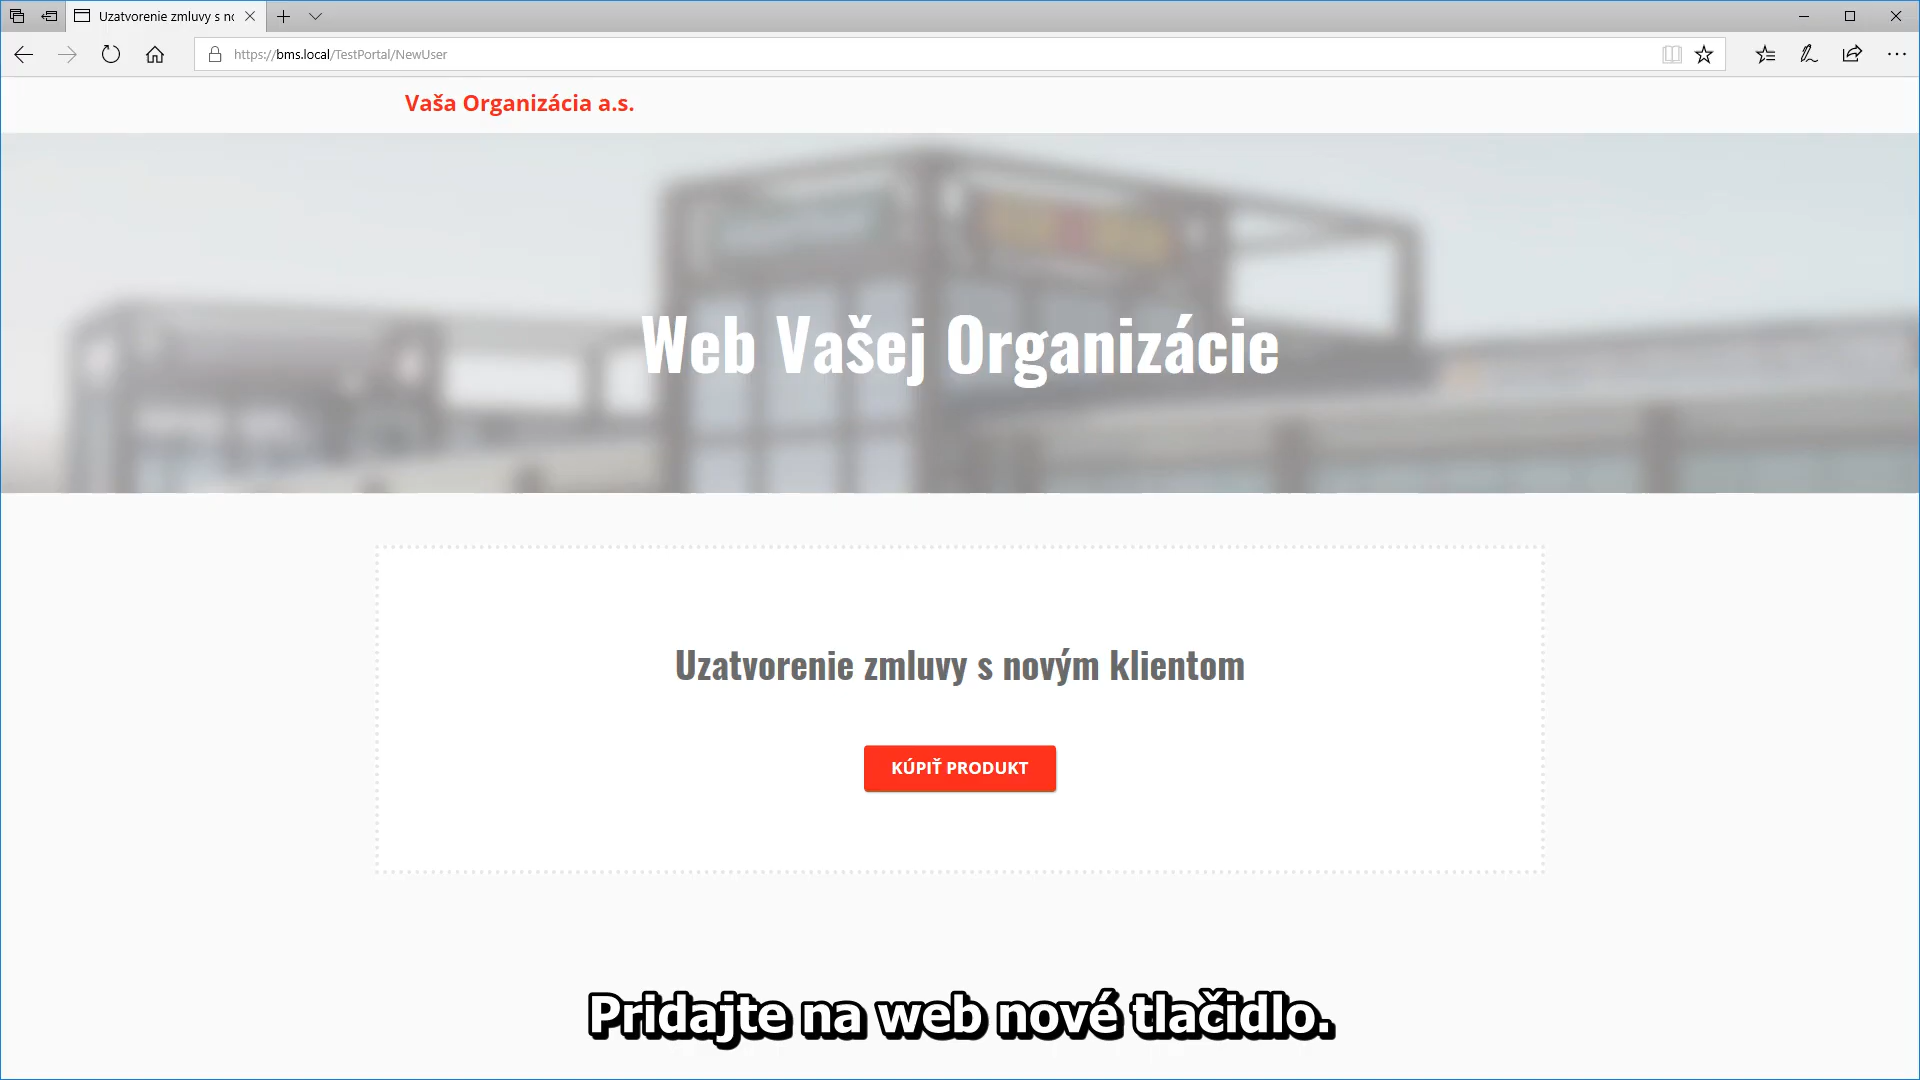 Uzatvorenie zmluvy s no
https://bms.local/TestPortal/NewUser
Vaša Organizácia a.s.
Web Vašej Organizácie
Uzatvorenie zmluvy s novým klientom
KÚPIŤ PRODUKT
Pridajte na web nové tlačidlo.